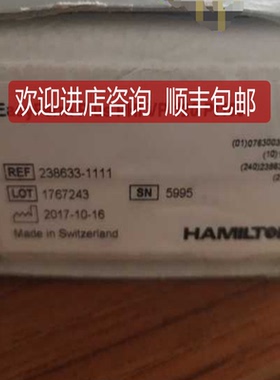 欢迎进店咨询 顺丰包邮
(01)0763003
(10)
REF 238633-1111
(240)23863
LOT 1767243 SN 5995
2017-10-16
Made in Switzerland
HAMILTO